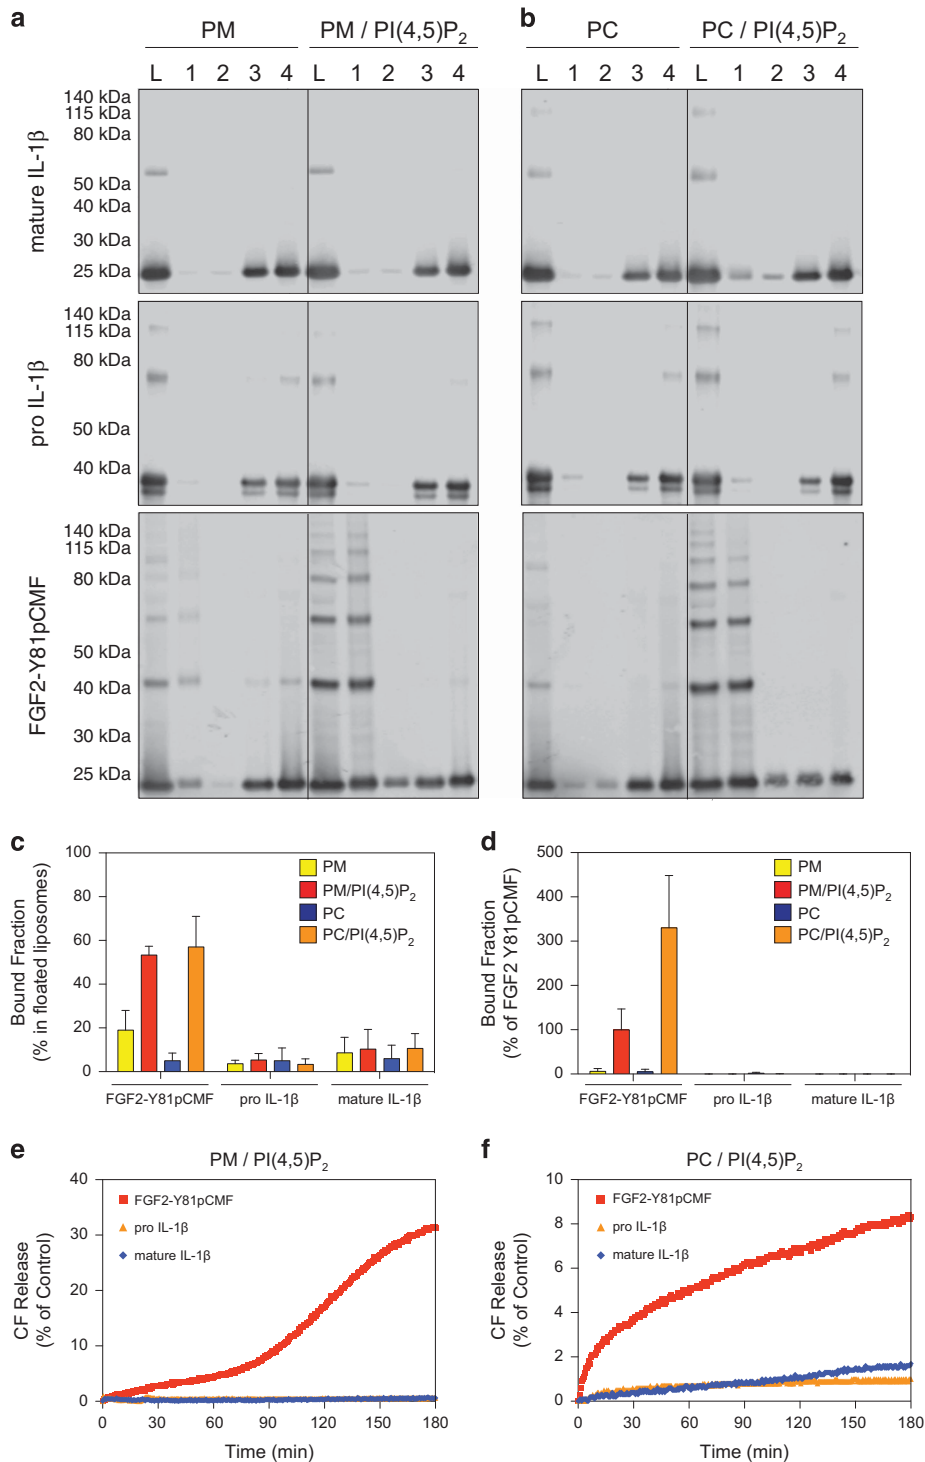 a
PM
PM / PI(4,5)P2
L 1 2 3 4 L 1 2 3 4
b
PC
PC / PI(4,5)P2
L 1 2 3 4 L 1 2 3 4
mature IL-1β
140 kDa
115 kDa
80 kDa
50 kDa
40 kDa
30 kDa
25 kDa
pro IL-1β
140 kDa
115 kDa
80 kDa
50 kDa
40 kDa
FGF2-Y81pCMF
140 kDa
115 kDa
80 kDa
50 kDa
40 kDa
30 kDa
25 kDa
c
Bound Fraction
(% in floated liposomes)
100
80
60
40
20
0
PM
PM/PI(4,5)P2
PC
PC/PI(4,5)P2
FGF2-Y81pCMF pro IL-1β mature IL-1β
d
Bound Fraction
(% of FGF2 Y81pCMF)
500
400
300
200
100
0
PM
PM/PI(4,5)P2
PC
PC/PI(4,5)P2
FGF2-Y81pCMF pro IL-1β mature IL-1β
e
PM / PI(4,5)P2
CF Release
(% of Control)
40
30
20
10
0
FGF2-Y81pCMF
pro IL-1β
mature IL-1β
0 30 60 90 120 150 180
Time (min)
f
PC / PI(4,5)P2
CF Release
(% of Control)
10
8
6
4
2
0
FGF2-Y81pCMF
pro IL-1β
mature IL-1β
0 30 60 90 120 150 180
Time (min)